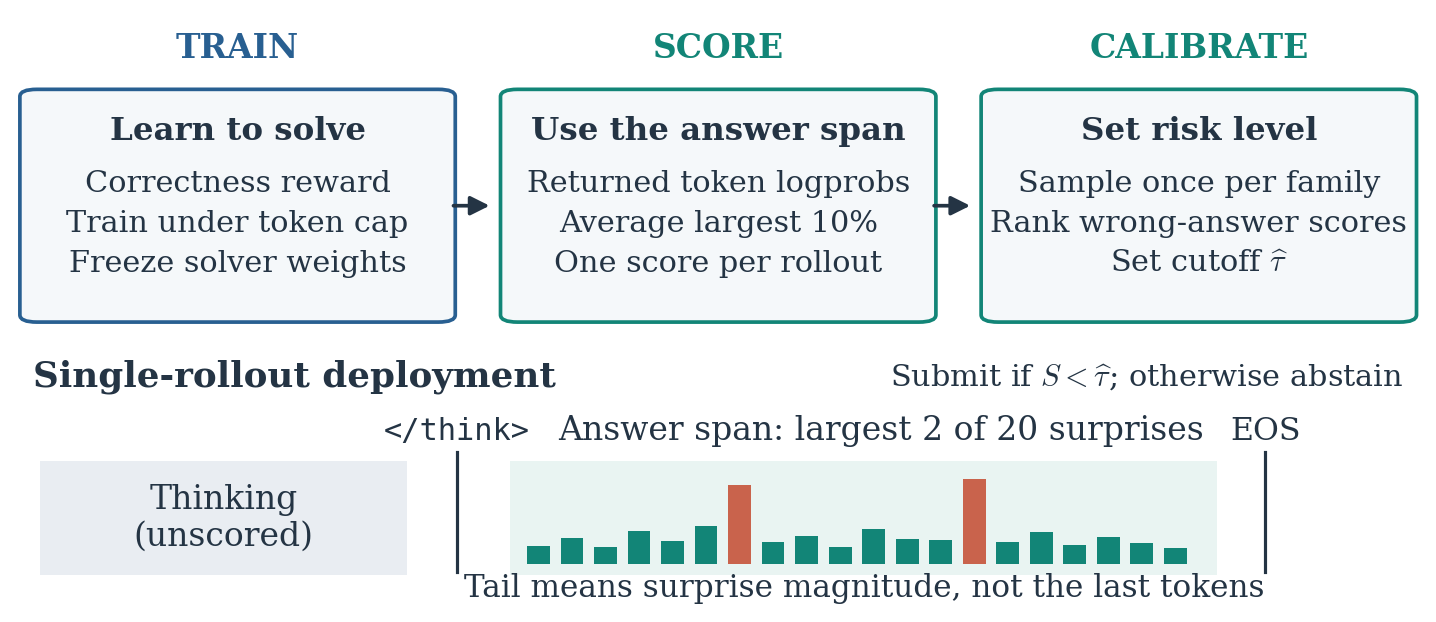 TRAIN
Learn to solve
Correctness reward
Train under token cap
Freeze solver weights
SCORE
Use the answer span
Returned token logprobs
Average largest 10%
One score per rollout
CALIBRATE
Set risk level
Sample once per family
Rank wrong-answer scores
Set cutoff τ̂
Single-rollout deployment
Submit if S < τ̂; otherwise abstain
</think>
Answer span: largest 2 of 20 surprises
EOS
Thinking
(unscored)
Tail means surprise magnitude, not the last tokens